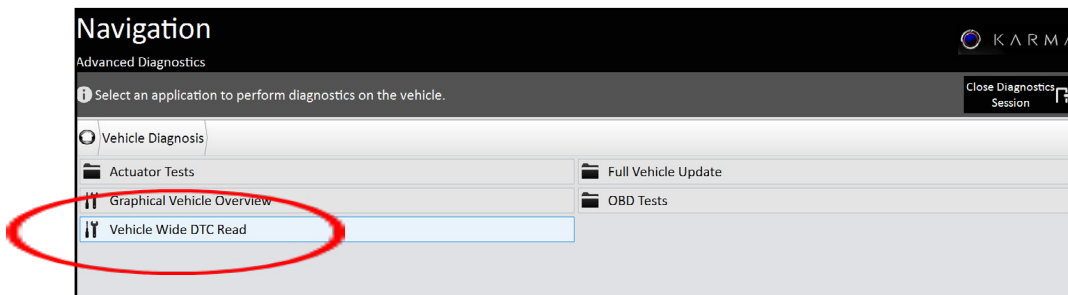 Navigation
KARMA
Advanced Diagnostics
Select an application to perform diagnostics on the vehicle.
Close Diagnostics
Session
Vehicle Diagnosis
Actuator Tests
Full Vehicle Update
Graphical Vehicle Overview
OBD Tests
Vehicle Wide DTC Read